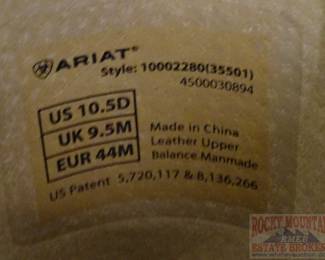 ARIAT®
Style: 10002280(35501)
4500030894
US 10.5D
UK 9.5M
EUR 44M
Made in China
Leather Upper
Balance Manmade
US Patent 5,720,117 & 8,136,266
ROCKY MOUNTAIN
RMEB
ESTATE BROKERS